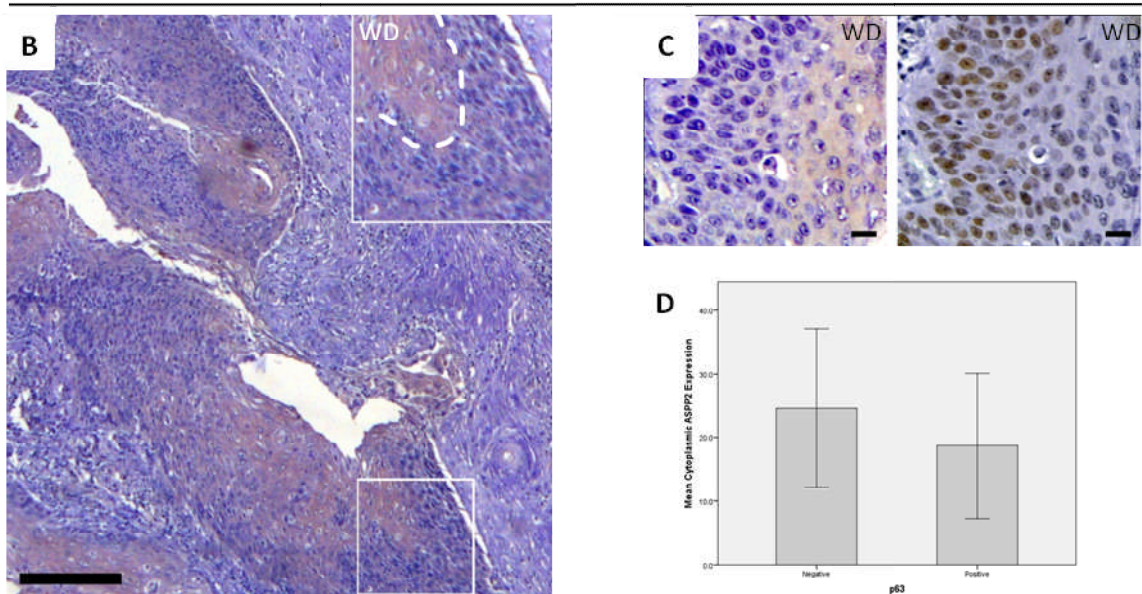 B
WD
C
WD
WD
D
Mean Cytoplasmic ASPP2 Expression
40.0
30.0
20.0
10.0
0.0
Negative
Positive
p63